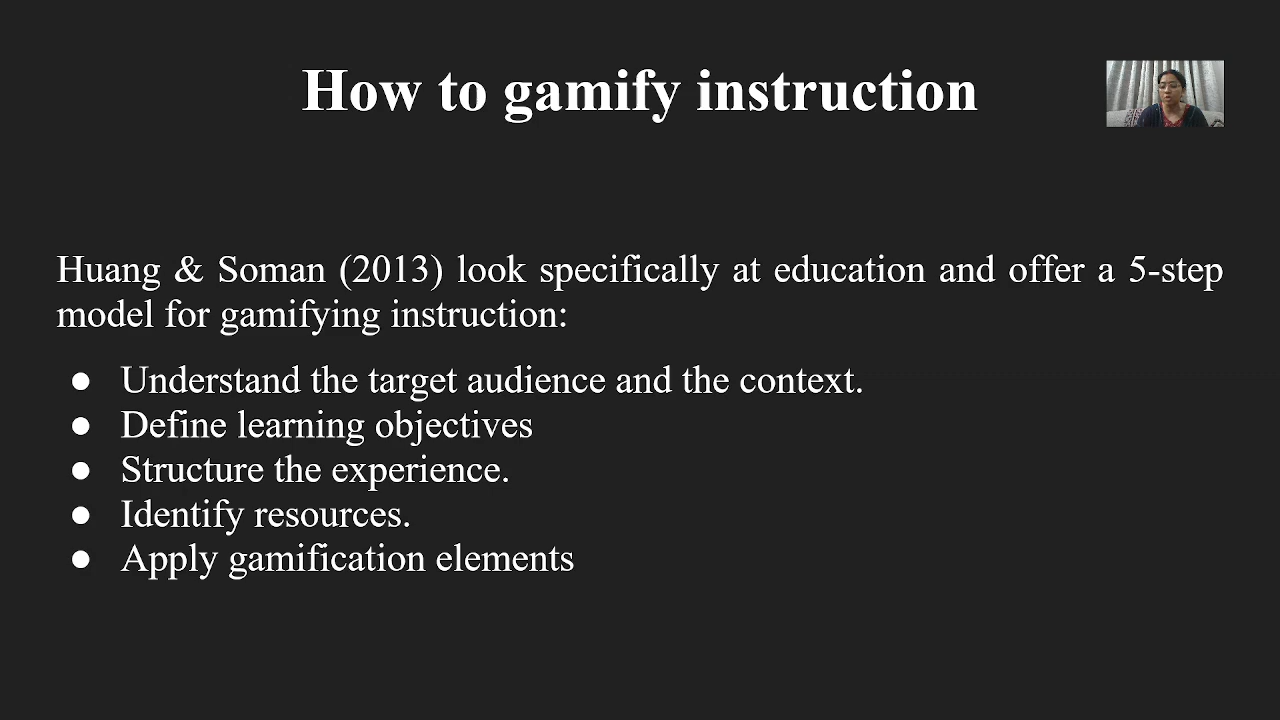 How to gamify instruction
Huang & Soman (2013) look specifically at education and offer a 5-step
model for gamifying instruction:
● Understand the target audience and the context.
● Define learning objectives
● Structure the experience.
● Identify resources.
● Apply gamification elements